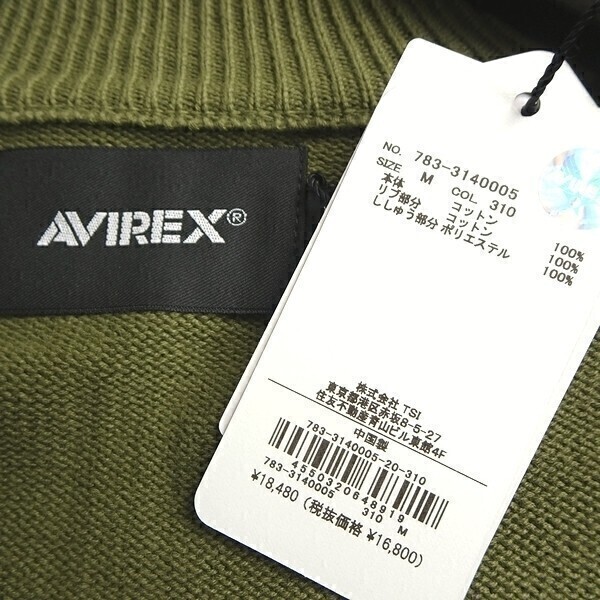 AVIREX®
NO. 783-3140005
SIZE M COL. 310
本体 コットン 100%
リブ部分 コットン 100%
ししゅう部分 ポリエステル 100%
株式会社 TSI
東京都港区赤坂8-5-27
住友不動産青山ビル東館4F
中国製
783-3140005-20-310
4550320648919
783-3140005 310 M
¥18,480 (税抜価格 ¥16,800)